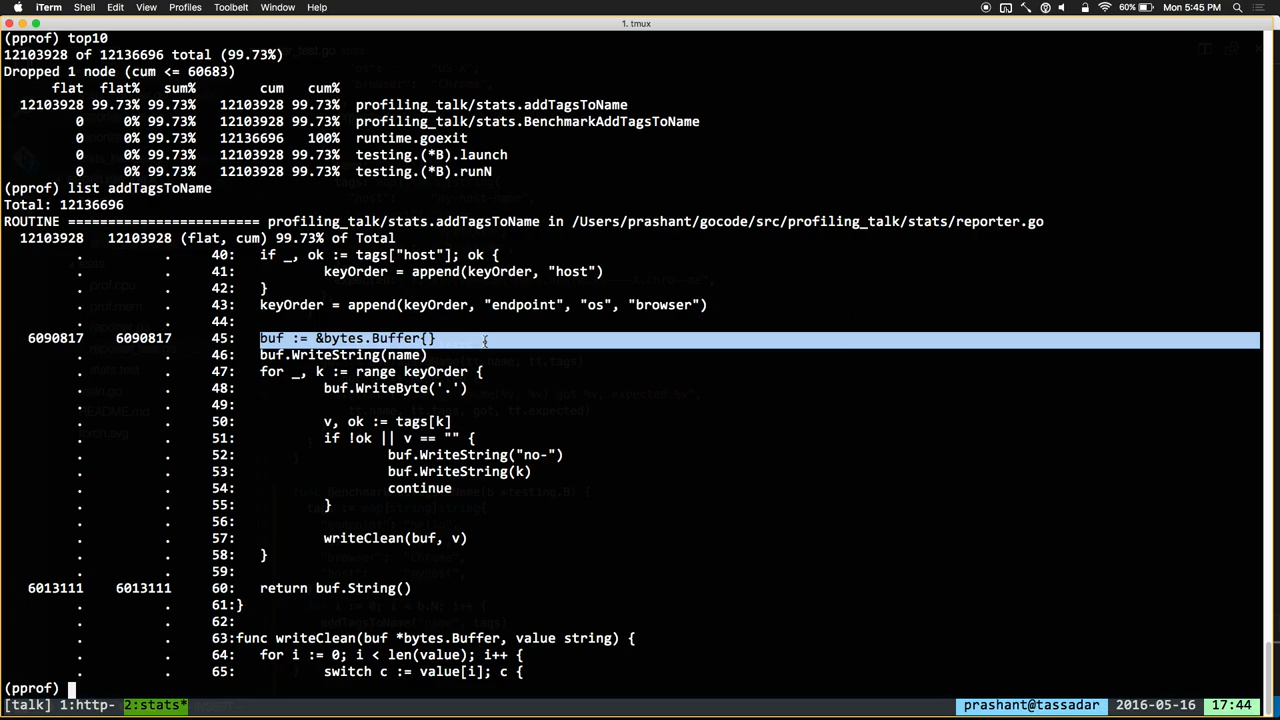 iTerm Shell Edit View Profiles Toolbelt Window Help 60% Mon 5:45 PM
1. tmux
(pprof) top10
12103928 of 12136696 total (99.73%)
Dropped 1 node (cum <= 60683)
flat flat% sum% cum cum%
12103928 99.73% 99.73% 12103928 99.73% profiling_talk/stats.addTagsToName
0 0% 99.73% 12103928 99.73% profiling_talk/stats.BenchmarkAddTagsToName
0 0% 99.73% 12136696 100% runtime.goexit
0 0% 99.73% 12103928 99.73% testing.(*B).launch
0 0% 99.73% 12103928 99.73% testing.(*B).runN
(pprof) list addTagsToName
Total: 12136696
ROUTINE ======================== profiling_talk/stats.addTagsToName in /Users/prashant/gocode/src/profiling_talk/stats/reporter.go
12103928 12103928 (flat, cum) 99.73% of Total
. . 40: if _, ok := tags["host"]; ok {
. . 41: keyOrder = append(keyOrder, "host")
. . 42: }
. . 43: keyOrder = append(keyOrder, "endpoint", "os", "browser")
. . 44:
6090817 6090817 45: buf := &bytes.Buffer{}
. . 46: buf.WriteString(name)
. . 47: for _, k := range keyOrder {
. . 48: buf.WriteByte('.')
. . 49:
. . 50: v, ok := tags[k]
. . 51: if !ok || v == "" {
. . 52: buf.WriteString("no-")
. . 53: buf.WriteString(k)
. . 54: continue
. . 55: }
. . 56:
. . 57: writeClean(buf, v)
. . 58: }
. . 59:
6013111 6013111 60: return buf.String()
. . 61:}
. . 62:
. . 63:func writeClean(buf *bytes.Buffer, value string) {
. . 64: for i := 0; i < len(value); i++ {
. . 65: switch c := value[i]; c {
(pprof)
[talk] 1:http- 2:stats* prashant@tassadar 2016-05-16 17:44